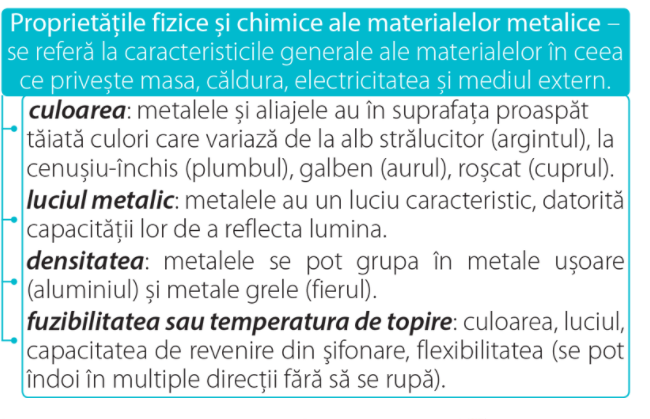 Proprietățile fizice și chimice ale materialelor metalice –
se referă la caracteristicile generale ale materialelor în ceea
ce privește masa, căldura, electricitatea și mediul extern.
culoarea: metalele și aliajele au în suprafața proaspăt
tăiată culori care variază de la alb strălucitor (argintul), la
cenușiu-închis (plumbul), galben (aurul), roșcat (cuprul).
luciul metalic: metalele au un luciu caracteristic, datorită
capacității lor de a reflecta lumina.
densitatea: metalele se pot grupa în metale ușoare
(aluminiul) și metale grele (fierul).
fuzibilitatea sau temperatura de topire: culoarea, luciul,
capacitatea de revenire din şifonare, flexibilitatea (se pot
îndoi în multiple direcții fără să se rupă).